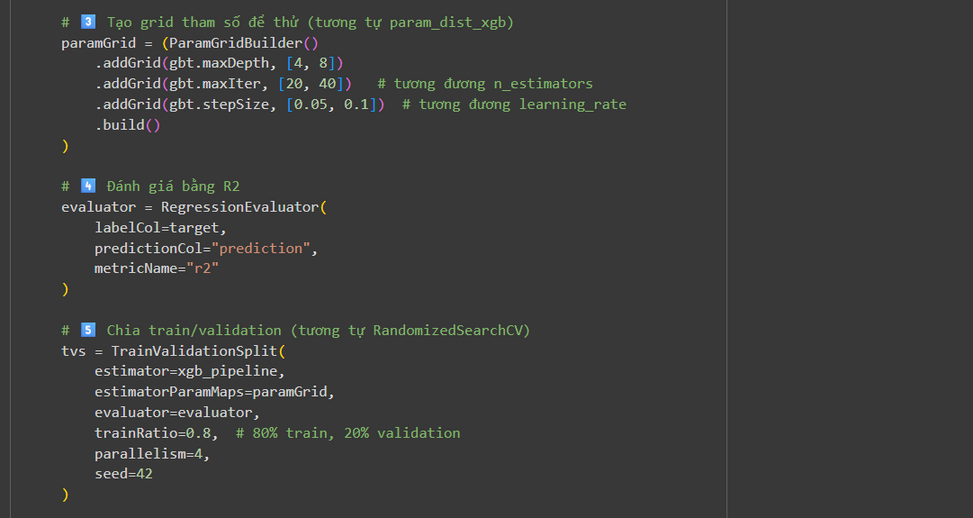 # 3️⃣ Tạo grid tham số để thử (tương tự param_dist_xgb)
paramGrid = (ParamGridBuilder()
    .addGrid(gbt.maxDepth, [4, 8])
    .addGrid(gbt.maxIter, [20, 40])   # tương đương n_estimators
    .addGrid(gbt.stepSize, [0.05, 0.1])  # tương đương learning_rate
    .build()
)
# 4️⃣ Đánh giá bằng R2
evaluator = RegressionEvaluator(
    labelCol=target,
    predictionCol="prediction",
    metricName="r2"
)
# 5️⃣ Chia train/validation (tương tự RandomizedSearchCV)
tvs = TrainValidationSplit(
    estimator=xgb_pipeline,
    estimatorParamMaps=paramGrid,
    evaluator=evaluator,
    trainRatio=0.8,  # 80% train, 20% validation
    parallelism=4,
    seed=42
)